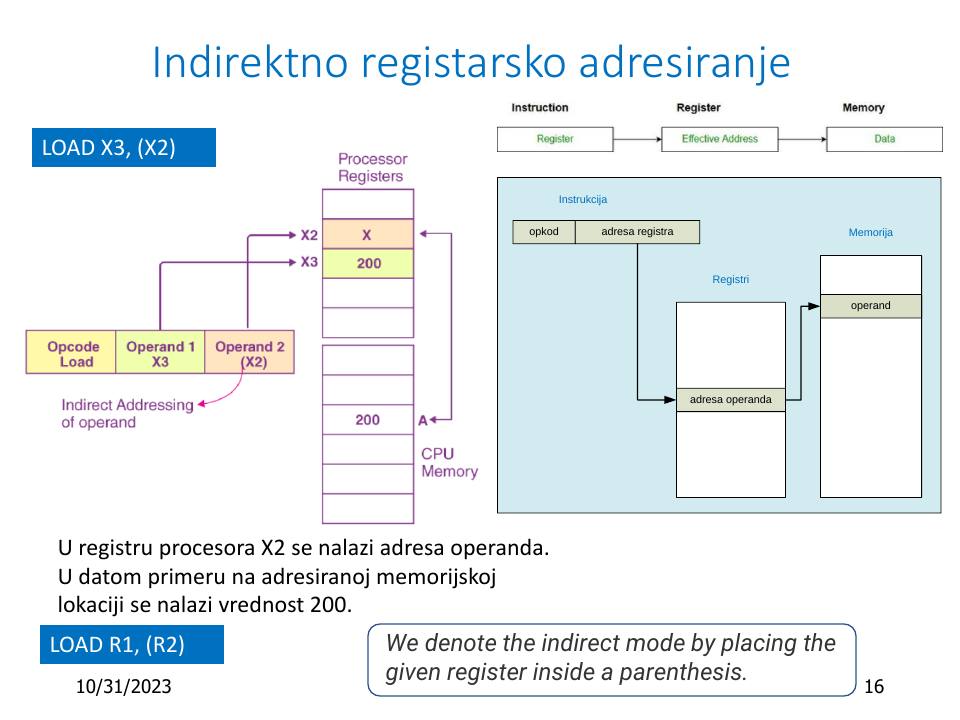 Indirektno registarsko adresiranje
LOAD X3, (X2)
Instruction
Register
Memory
Register
Effective Address
Data
Processor
Registers
X2
X
X3
200
Opcode
Load
Operand 1
X3
Operand 2
(X2)
Indirect Addressing
of operand
200
A
CPU
Memory
Instrukcija
opkod
adresa registra
Memorija
Registri
operand
adresa operanda
U registru procesora X2 se nalazi adresa operanda.
U datom primeru na adresiranoj memorijskoj
lokaciji se nalazi vrednost 200.
LOAD R1, (R2)
We denote the indirect mode by placing the
given register inside a parenthesis.
10/31/2023
16